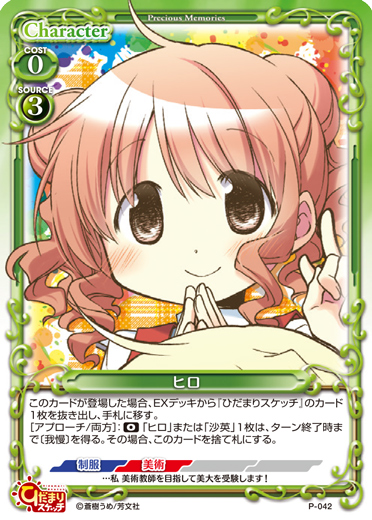 Precious Memories
Character
COST
0
SOURCE
3
ヒロ
このカードが登場した場合、EXデッキから『ひだまりスケッチ』のカード
1枚を抜き出し、手札に移す。
[アプローチ/両方]:0 「ヒロ」または「沙英」1枚は、ターン終了時ま
で〔我慢〕を得る。その場合、このカードを捨て札にする。
制服 美術
…私 美術教師を目指して美大を受験します!
ひだまり
スケッチ
©蒼樹うめ/芳文社
P-042